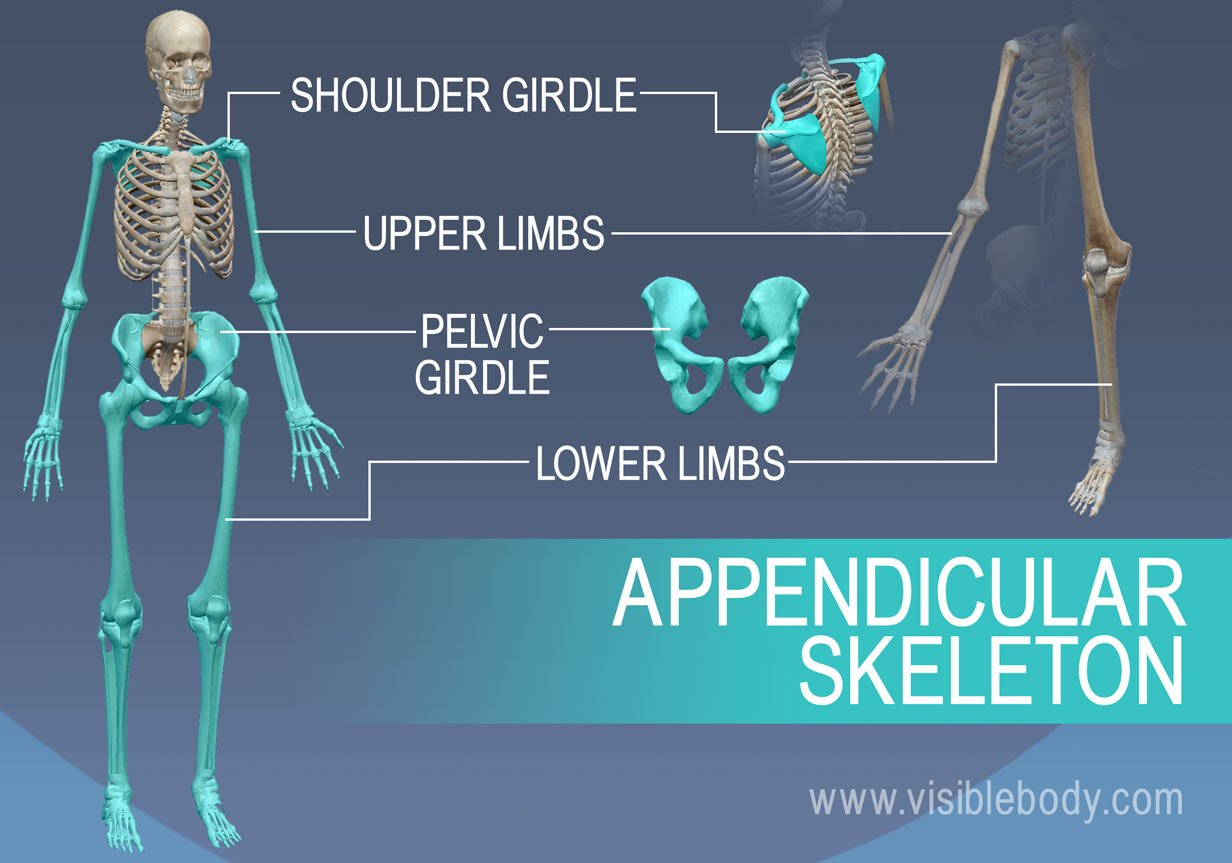 SHOULDER GIRDLE
UPPER LIMBS
PELVIC
GIRDLE
LOWER LIMBS
APPENDICULAR
SKELETON
www.visiblebody.com